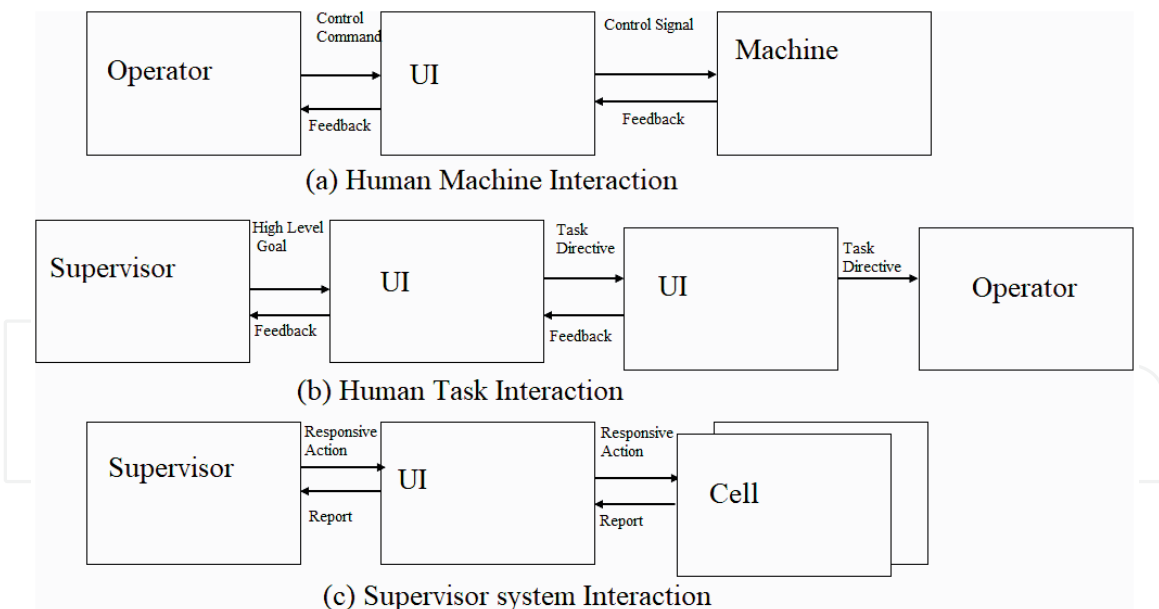 Control
Command
Control Signal
Operator
UI
Machine
Feedback
Feedback
(a) Human Machine Interaction
High Level
Goal
Task
Directive
Task
Directive
Supervisor
UI
UI
Operator
Feedback
Feedback
(b) Human Task Interaction
Responsive
Action
Responsive
Action
Supervisor
UI
Cell
Report
Report
(c) Supervisor system Interaction